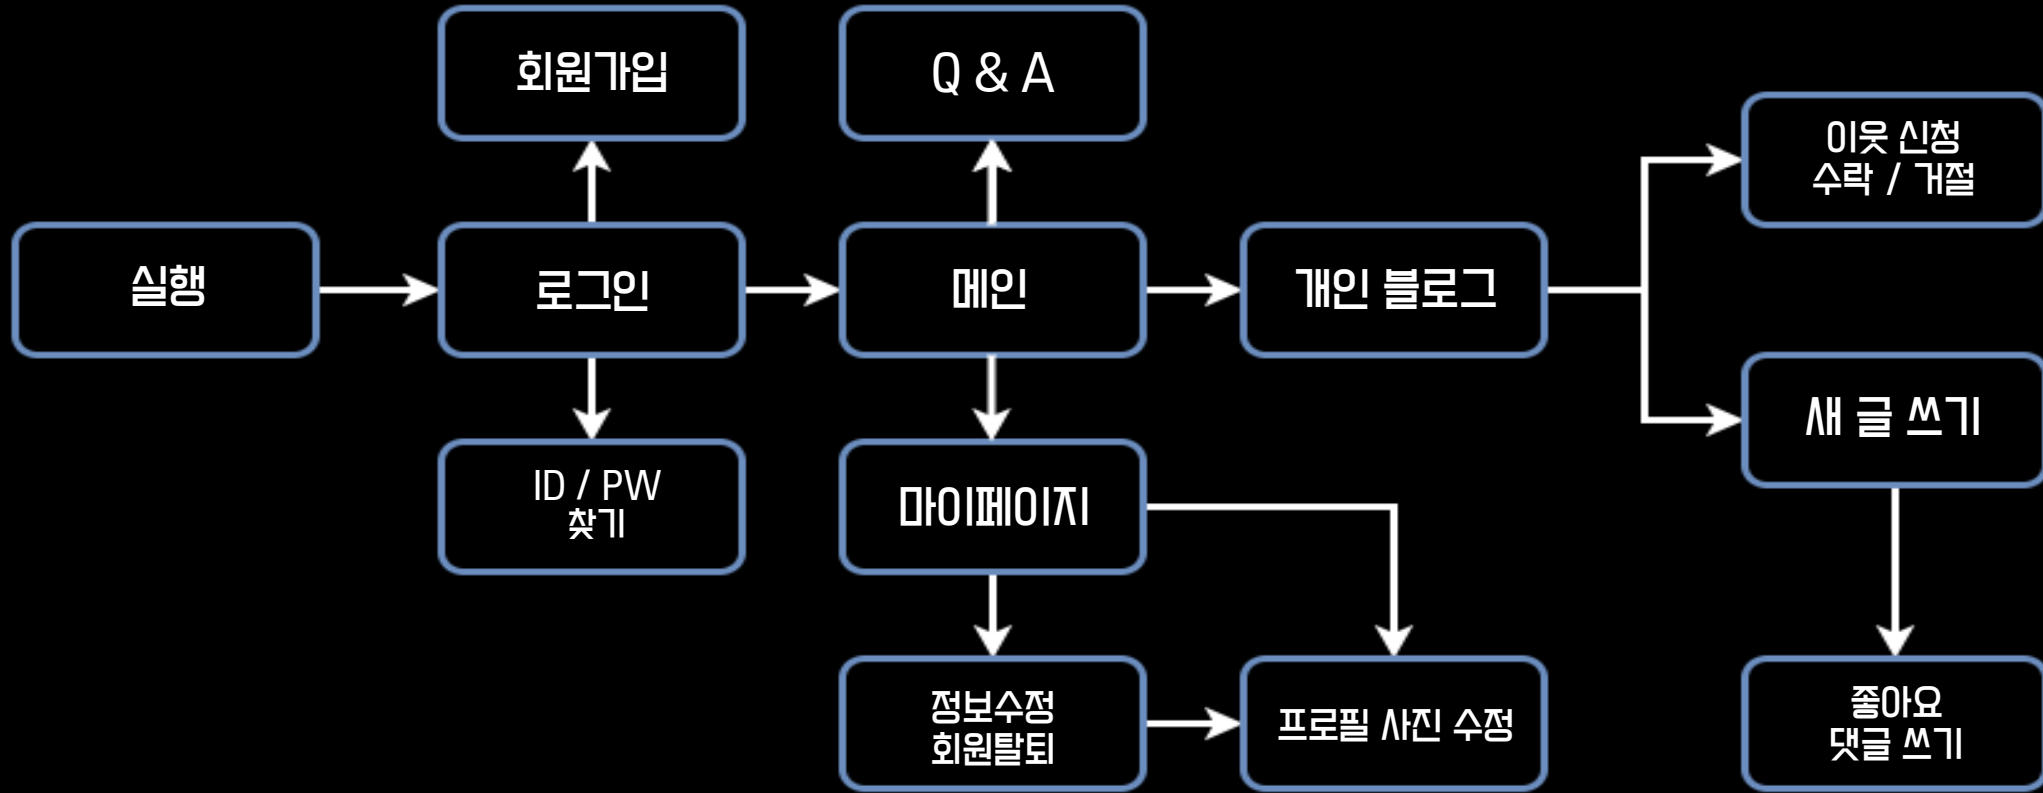 회원가입
Q & A
이웃 신청
수락 / 거절
실행
로그인
메인
개인 블로그
새 글 쓰기
ID / PW
찾기
마이페이지
정보수정
회원탈퇴
프로필 사진 수정
좋아요
댓글 쓰기